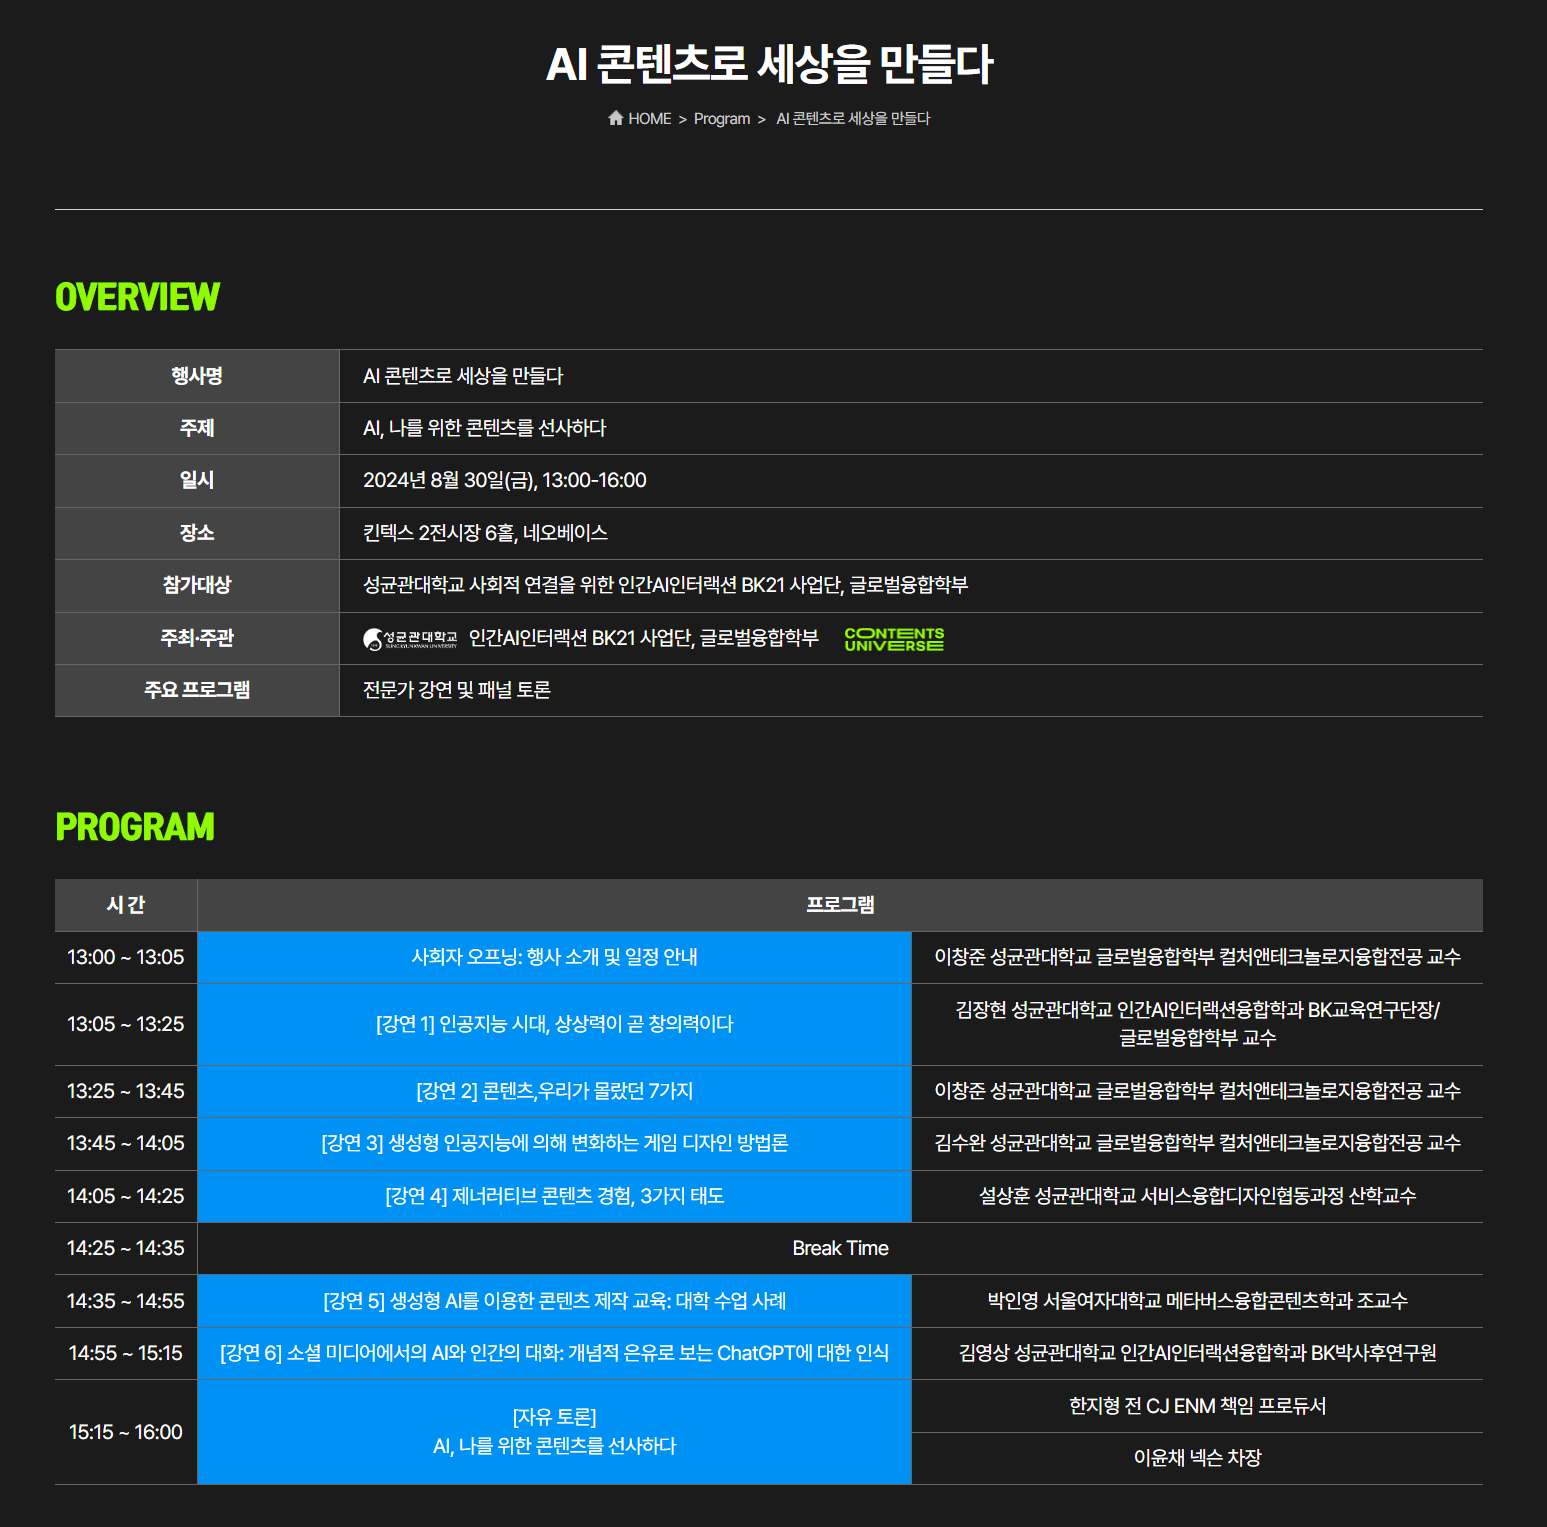 AI 콘텐츠로 세상을 만들다
HOME > Program > AI 콘텐츠로 세상을 만들다
OVERVIEW
행사명 AI 콘텐츠로 세상을 만들다
주제 AI, 나를 위한 콘텐츠를 선사하다
일시 2024년 8월 30일(금), 13:00-16:00
장소 킨텍스 2전시장 6홀, 네오베이스
참가대상 성균관대학교 사회적 연결을 위한 인간AI인터랙션 BK21 사업단, 글로벌융합학부
주최·주관 성균관대학교 SUNGKYUNKWAN UNIVERSITY 인간AI인터랙션 BK21 사업단, 글로벌융합학부 CONTENTS UNIVERSE
주요 프로그램 전문가 강연 및 패널 토론
PROGRAM
시 간 프로그램
13:00 ~ 13:05 사회자 오프닝: 행사 소개 및 일정 안내 이창준 성균관대학교 글로벌융합학부 컬처앤테크놀로지융합전공 교수
13:05 ~ 13:25 [강연 1] 인공지능 시대, 상상력이 곧 창의력이다 김장현 성균관대학교 인간AI인터랙션융합학과 BK교육연구단장/
글로벌융합학부 교수
13:25 ~ 13:45 [강연 2] 콘텐츠,우리가 몰랐던 7가지 이창준 성균관대학교 글로벌융합학부 컬처앤테크놀로지융합전공 교수
13:45 ~ 14:05 [강연 3] 생성형 인공지능에 의해 변화하는 게임 디자인 방법론 김수완 성균관대학교 글로벌융합학부 컬처앤테크놀로지융합전공 교수
14:05 ~ 14:25 [강연 4] 제너러티브 콘텐츠 경험, 3가지 태도 설상훈 성균관대학교 서비스융합디자인협동과정 산학교수
14:25 ~ 14:35 Break Time
14:35 ~ 14:55 [강연 5] 생성형 AI를 이용한 콘텐츠 제작 교육: 대학 수업 사례 박인영 서울여자대학교 메타버스융합콘텐츠학과 조교수
14:55 ~ 15:15 [강연 6] 소셜 미디어에서의 AI와 인간의 대화: 개념적 은유로 보는 ChatGPT에 대한 인식 김영상 성균관대학교 인간AI인터랙션융합학과 BK박사후연구원
15:15 ~ 16:00 [자유 토론]
AI, 나를 위한 콘텐츠를 선사하다
한지형 전 CJ ENM 책임 프로듀서
이윤채 넥슨 차장